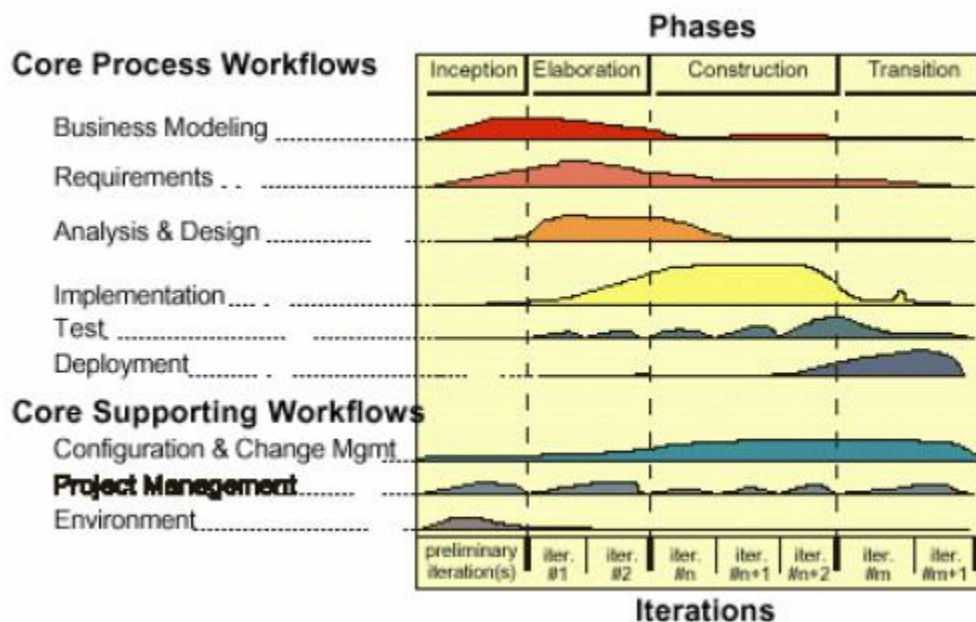 Phases
Core Process Workflows
Inception Elaboration Construction Transition
Business Modeling
Requirements
Analysis & Design
Implementation
Test
Deployment
Core Supporting Workflows
Configuration & Change Mgmt
Project Management
Environment
preliminary iteration(s)
iter. #1
iter. #2
iter. #n
iter. #n+1
iter. #n+2
iter. #m
iter. #m+1
Iterations